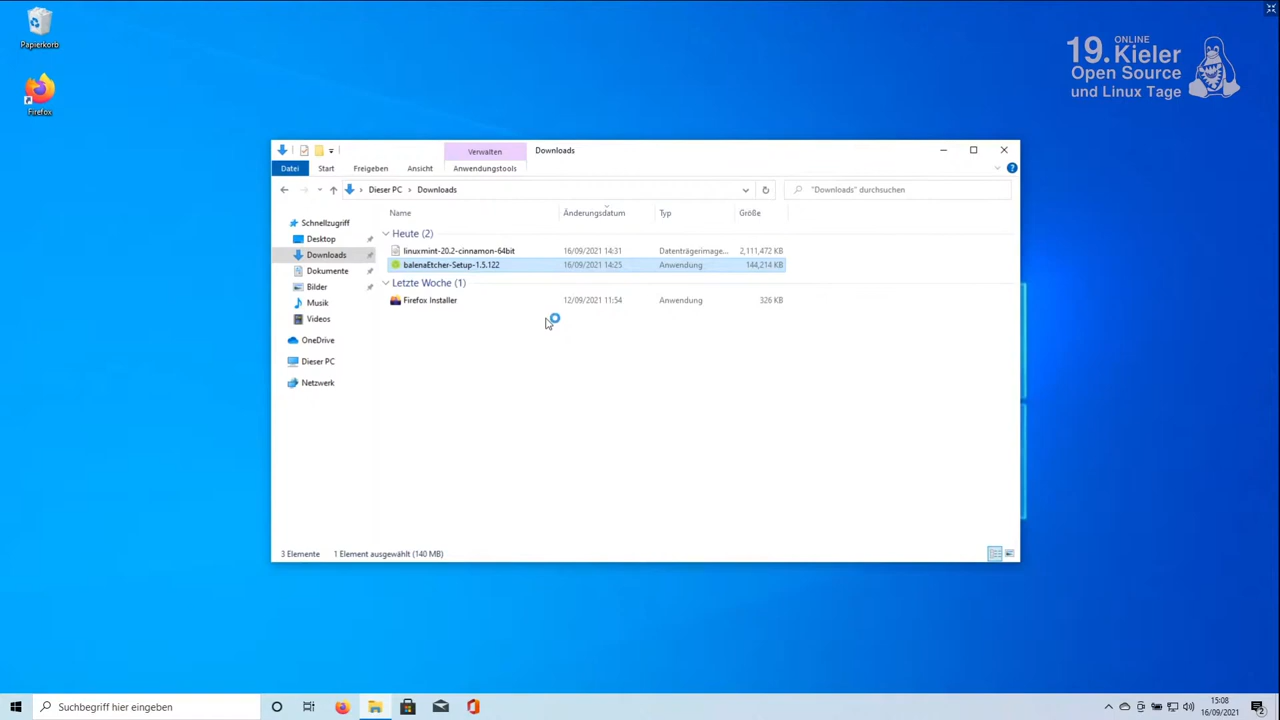 Papierkorb
Firefox
ONLINE
19. Kieler
Open Source
und Linux Tage
Verwalten
Downloads
Datei
Start
Freigeben
Ansicht
Anwendungstools
Dieser PC
Downloads
"Downloads" durchsuchen
Name
Änderungsdatum
Typ
Größe
Schnellzugriff
Desktop
Downloads
Dokumente
Bilder
Musik
Videos
OneDrive
Dieser PC
Netzwerk
Heute (2)
linuxmint-20.2-cinnamon-64bit 16/09/2021 14:31 Datenträgerimage... 2,111,472 KB
balenaEtcher-Setup-1.5.122 16/09/2021 14:25 Anwendung 144,214 KB
Letzte Woche (1)
Firefox Installer 12/09/2021 11:54 Anwendung 326 KB
3 Elemente
1 Element ausgewählt (140 MB)
Suchbegriff hier eingeben
15:08
16/09/2021
2